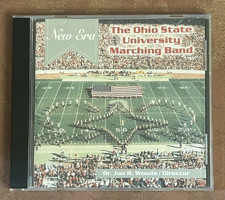 New Era
The Ohio State
University
Marching Band
Dr. Jon R. Woods / Director